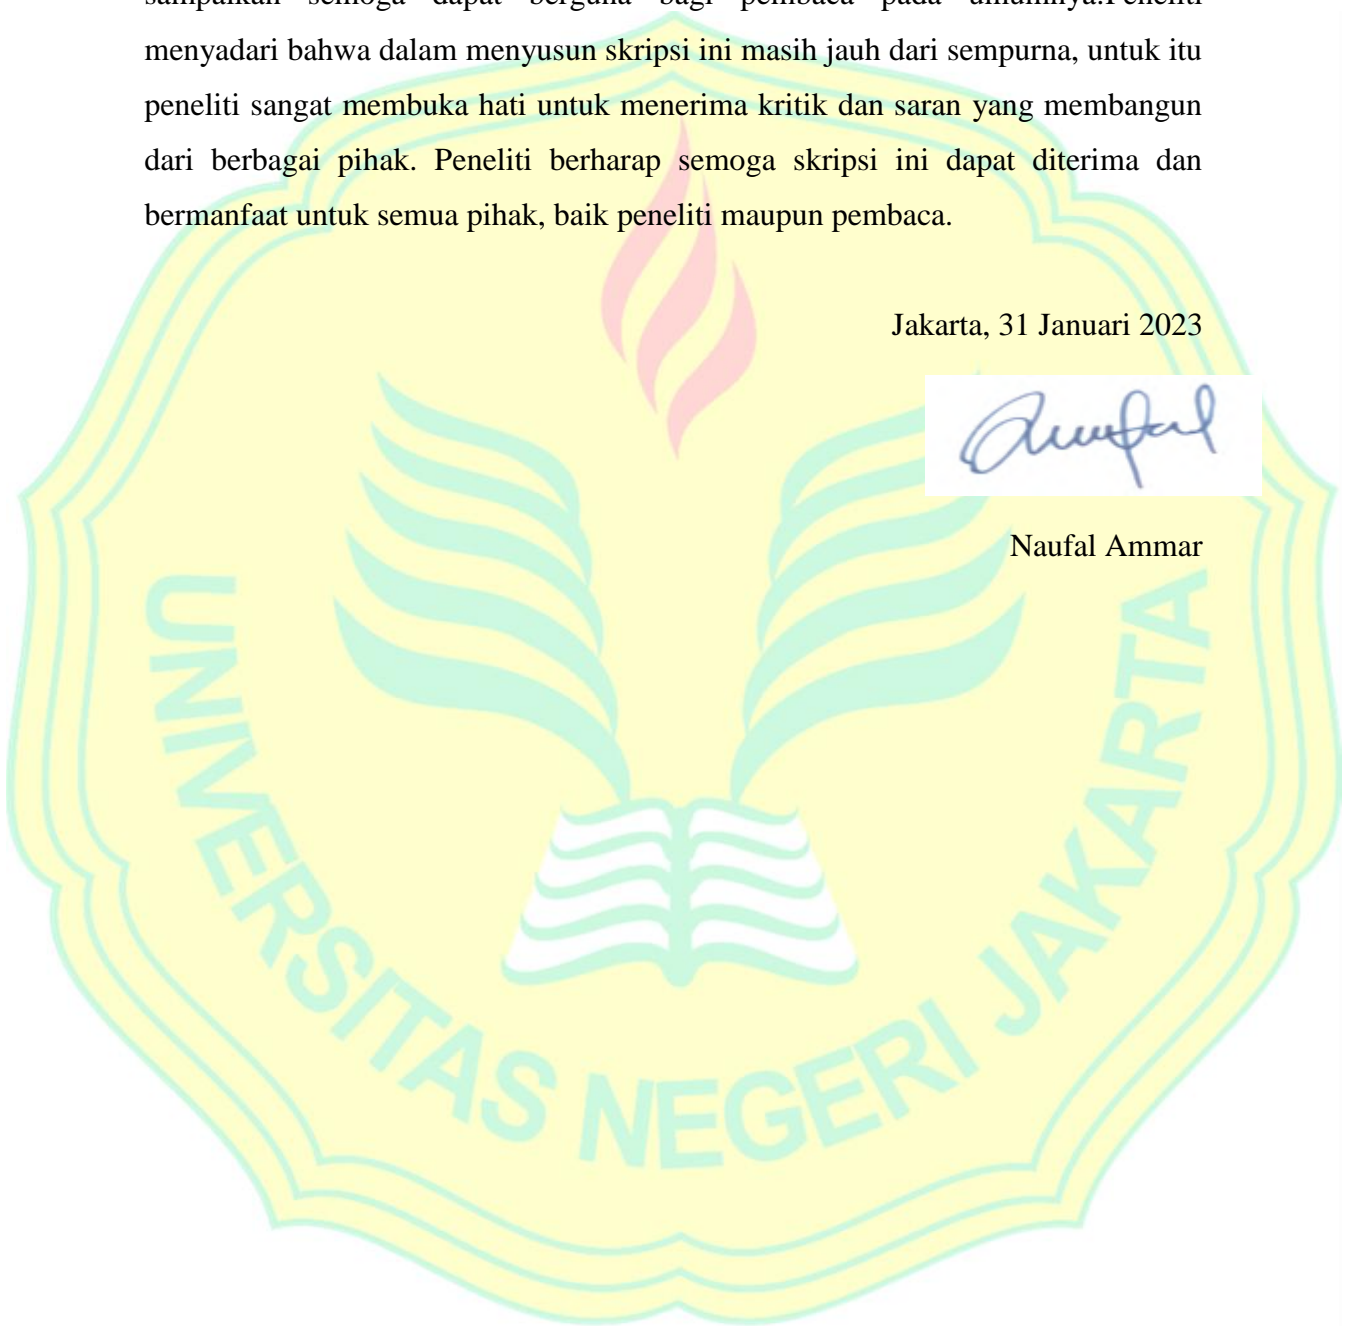 sampaikan semoga dapat berguna bagi pembaca pada umumnya.Peneliti
menyadari bahwa dalam menyusun skripsi ini masih jauh dari sempurna, untuk itu
peneliti sangat membuka hati untuk menerima kritik dan saran yang membangun
dari berbagai pihak. Peneliti berharap semoga skripsi ini dapat diterima dan
bermanfaat untuk semua pihak, baik peneliti maupun pembaca.
Jakarta, 31 Januari 2023
Naufal Ammar
UNIVERSITAS NEGERI JAKARTA